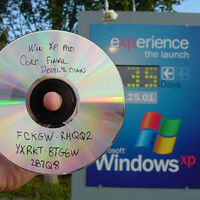 Win XP PRO
Corp. Final
Devil's Own
FCKGW-RHQQ2
YXRKT-8TG6W
2B7Q8
experience
the launch
35
Days
.25.01
Microsoft
Windows xp